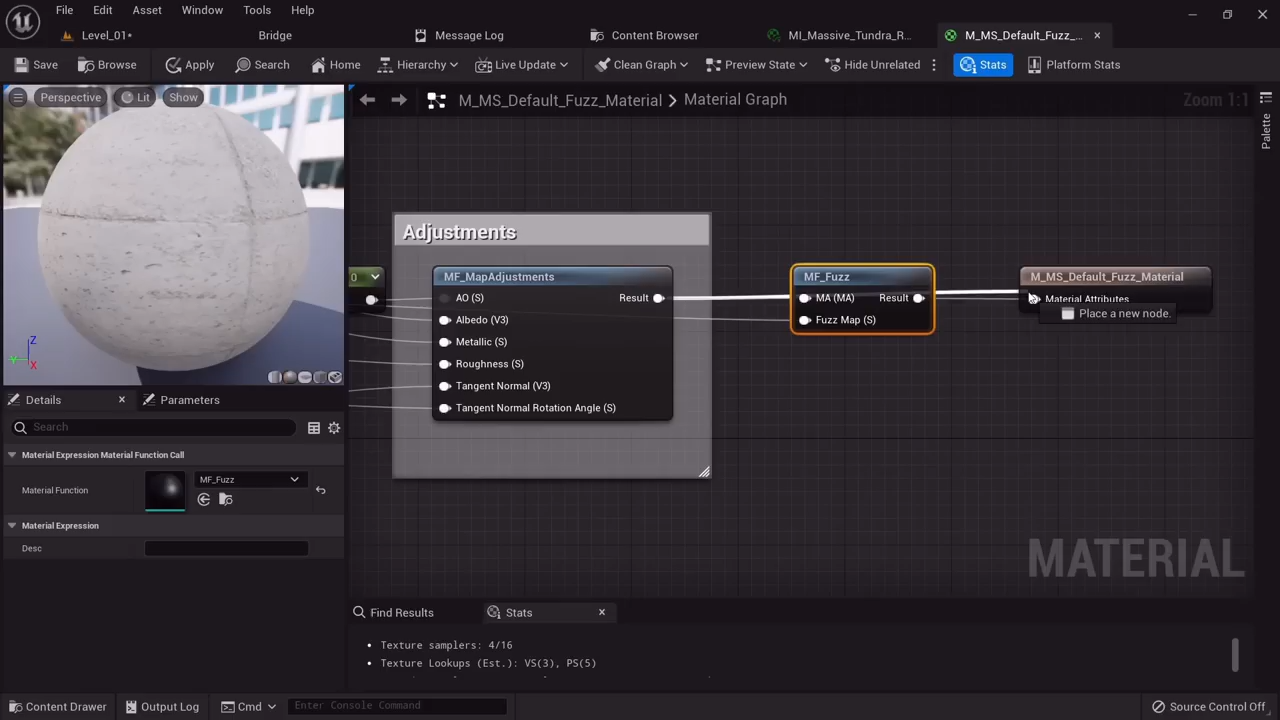 File Edit Window Tools Help
Level_01* Bridge Message Log Content Browser MI_Massive_Tundra_R... M_MS_Default_Fuzz_...
Save Browse Apply Search Home Hierarchy Live Update Clean Graph Preview State Hide Unrelated Stats Platform Stats
Perspective Lit Show
M_MS_Default_Fuzz_Material > Material Graph
Zoom 1:1
Palette
Adjustments
0
MF_MapAdjustments
AO (S) Result
Albedo (V3)
Metallic (S)
Roughness (S)
Tangent Normal (V3)
Tangent Normal Rotation Angle (S)
MF_Fuzz
MA (MA) Result
Fuzz Map (S)
M_MS_Default_Fuzz_Material
Material Attributes
Place a new node.
Z
Y
X
Details Parameters
Search
Material Expression Material Function Call
Material Function MF_Fuzz
Material Expression
Desc
MATERIAL
Find Results Stats
• Texture samplers: 4/16
• Texture Lookups (Est.): VS(3), PS(5)
Content Drawer Output Log Cmd Enter Console Command Source Control Off